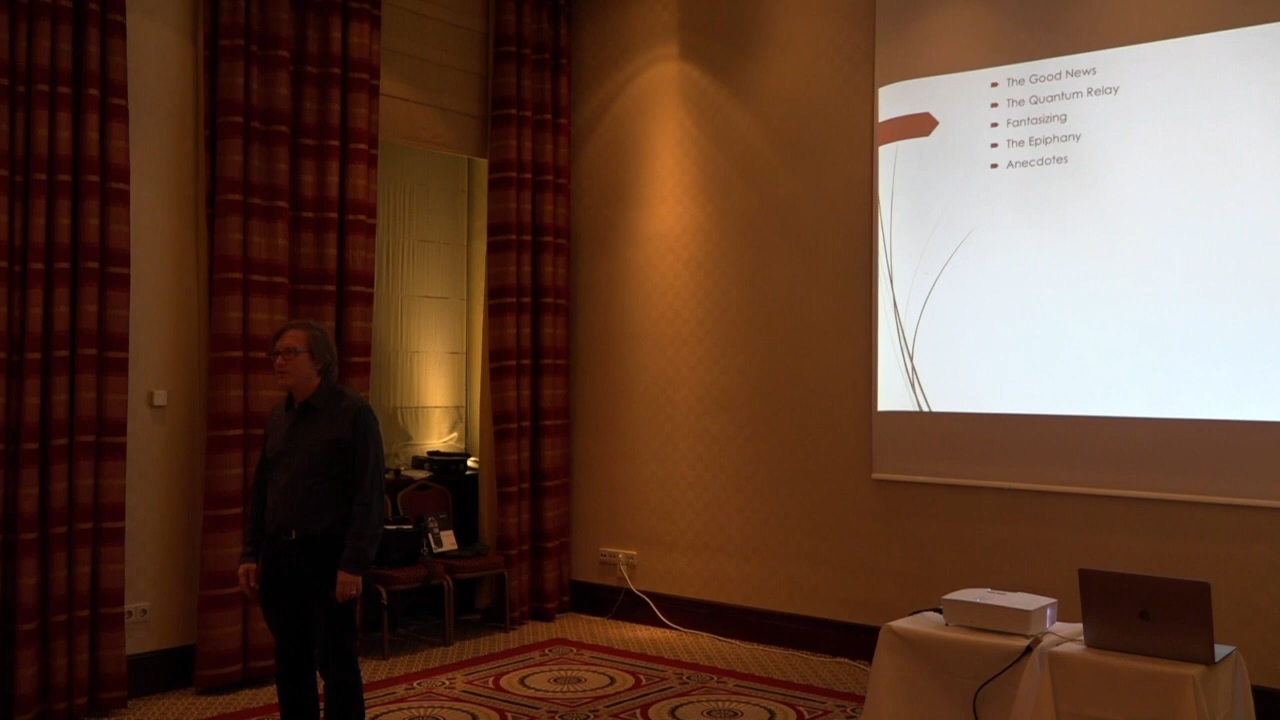 The Good News
The Quantum Relay
Fantasizing
The Epiphany
Anecdotes